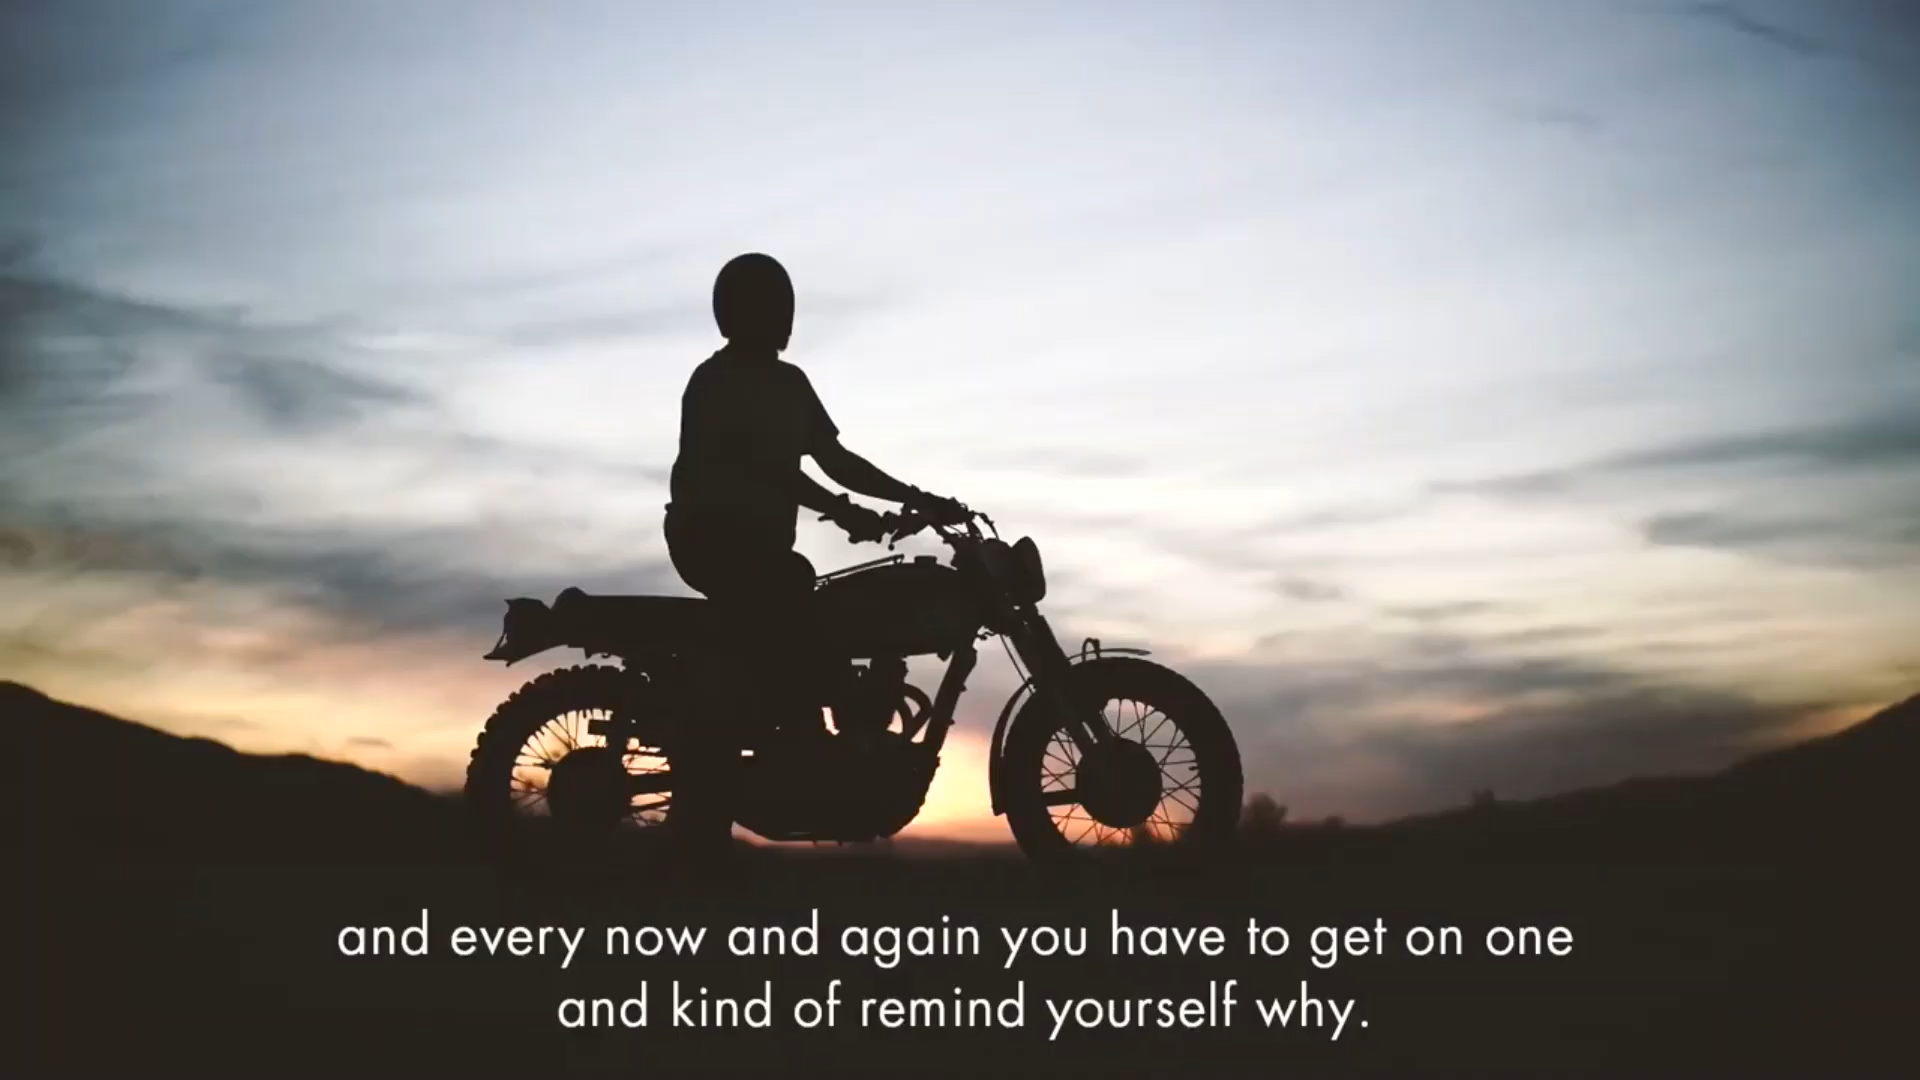 and every now and again you have to get on one
and kind of remind yourself why.